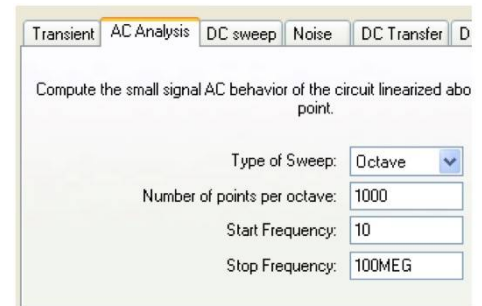 Transient AC Analysis DC sweep Noise DC Transfer D
Compute the small signal AC behavior of the circuit linearized abo
point.
Type of Sweep: Octave
Number of points per octave: 1000
Start Frequency: 10
Stop Frequency: 100MEG